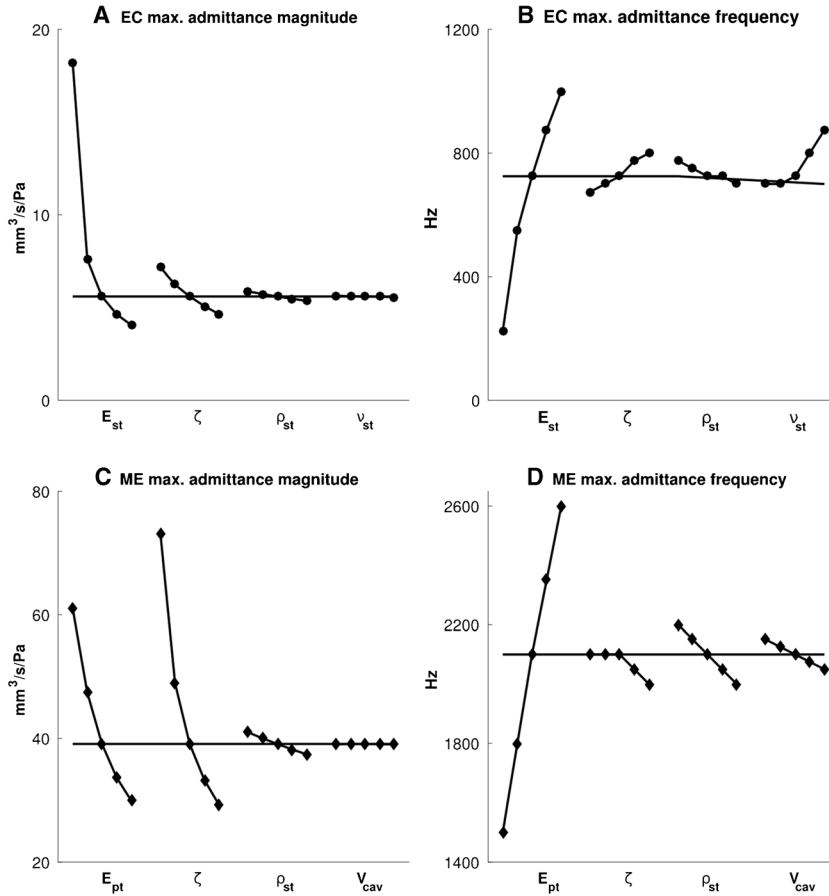 A EC max. admittance magnitude
20
10
0
mm³/s/Pa
E_st ζ ρ_st ν_st
B EC max. admittance frequency
1200
800
400
0
Hz
E_st ζ ρ_st ν_st
C ME max. admittance magnitude
80
60
40
20
mm³/s/Pa
E_pt ζ ρ_st V_cav
D ME max. admittance frequency
2600
2200
1800
1400
Hz
E_pt ζ ρ_st V_cav